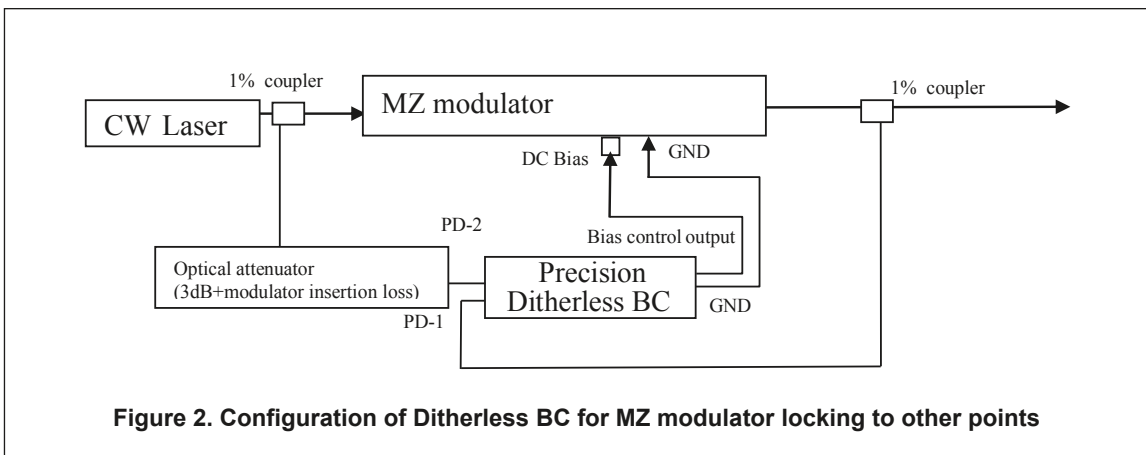 1% coupler
1% coupler
MZ modulator
CW Laser
DC Bias
GND
PD-2
Bias control output
Optical attenuator
(3dB+modulator insertion loss)
Precision
Ditherless BC
GND
PD-1
Figure 2. Configuration of Ditherless BC for MZ modulator locking to other points